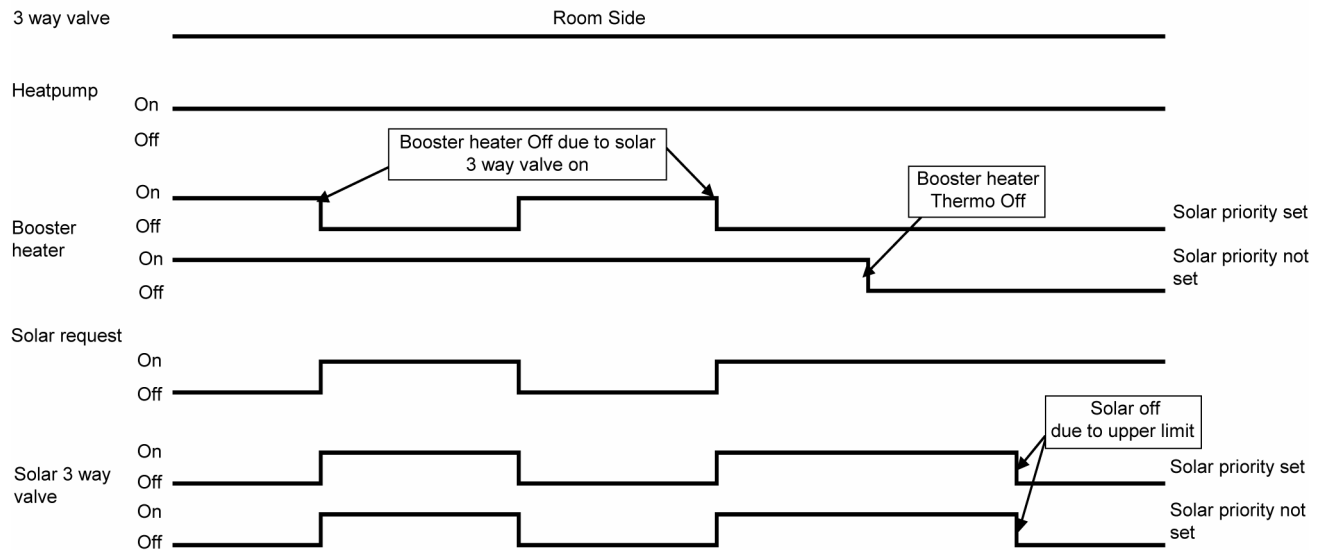 3 way valve
Room Side
Heatpump
On
Off
Booster heater Off due to solar
3 way valve on
Booster heater
Thermo Off
Booster
heater
On
Off
Solar priority set
On
Off
Solar priority not
set
Solar request
On
Off
Solar off
due to upper limit
Solar 3 way
valve
On
Off
Solar priority set
On
Off
Solar priority not
set